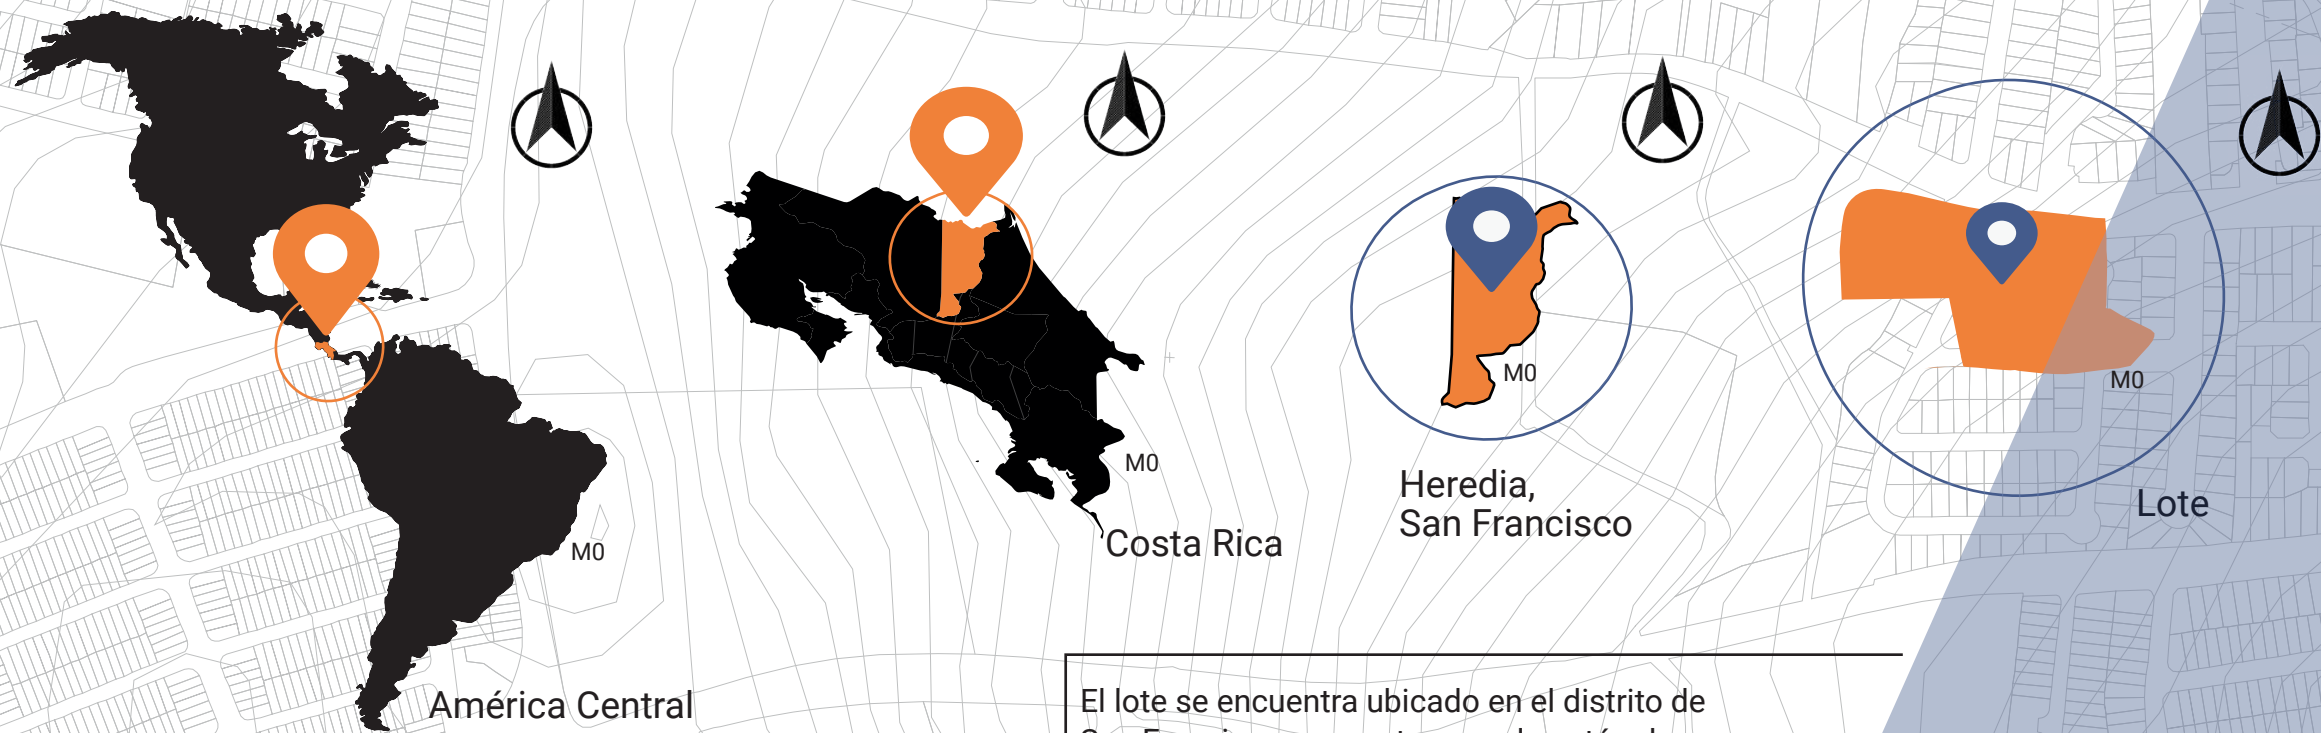 M0
América Central
M0
Costa Rica
M0
Heredia,
San Francisco
M0
Lote
El lote se encuentra ubicado en el distrito de